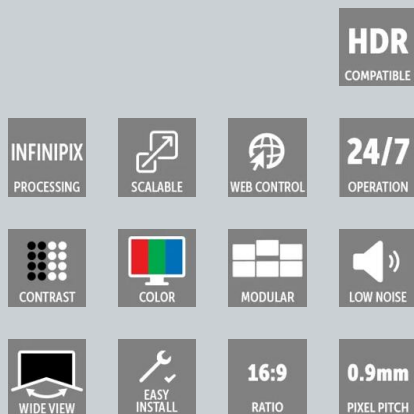 HDR
COMPATIBLE
INFINIPIX
PROCESSING
SCALABLE
WEB CONTROL
24/7
OPERATION
CONTRAST
COLOR
MODULAR
LOW NOISE
WIDE VIEW
EASY
INSTALL
16:9
RATIO
0.9mm
PIXEL PITCH